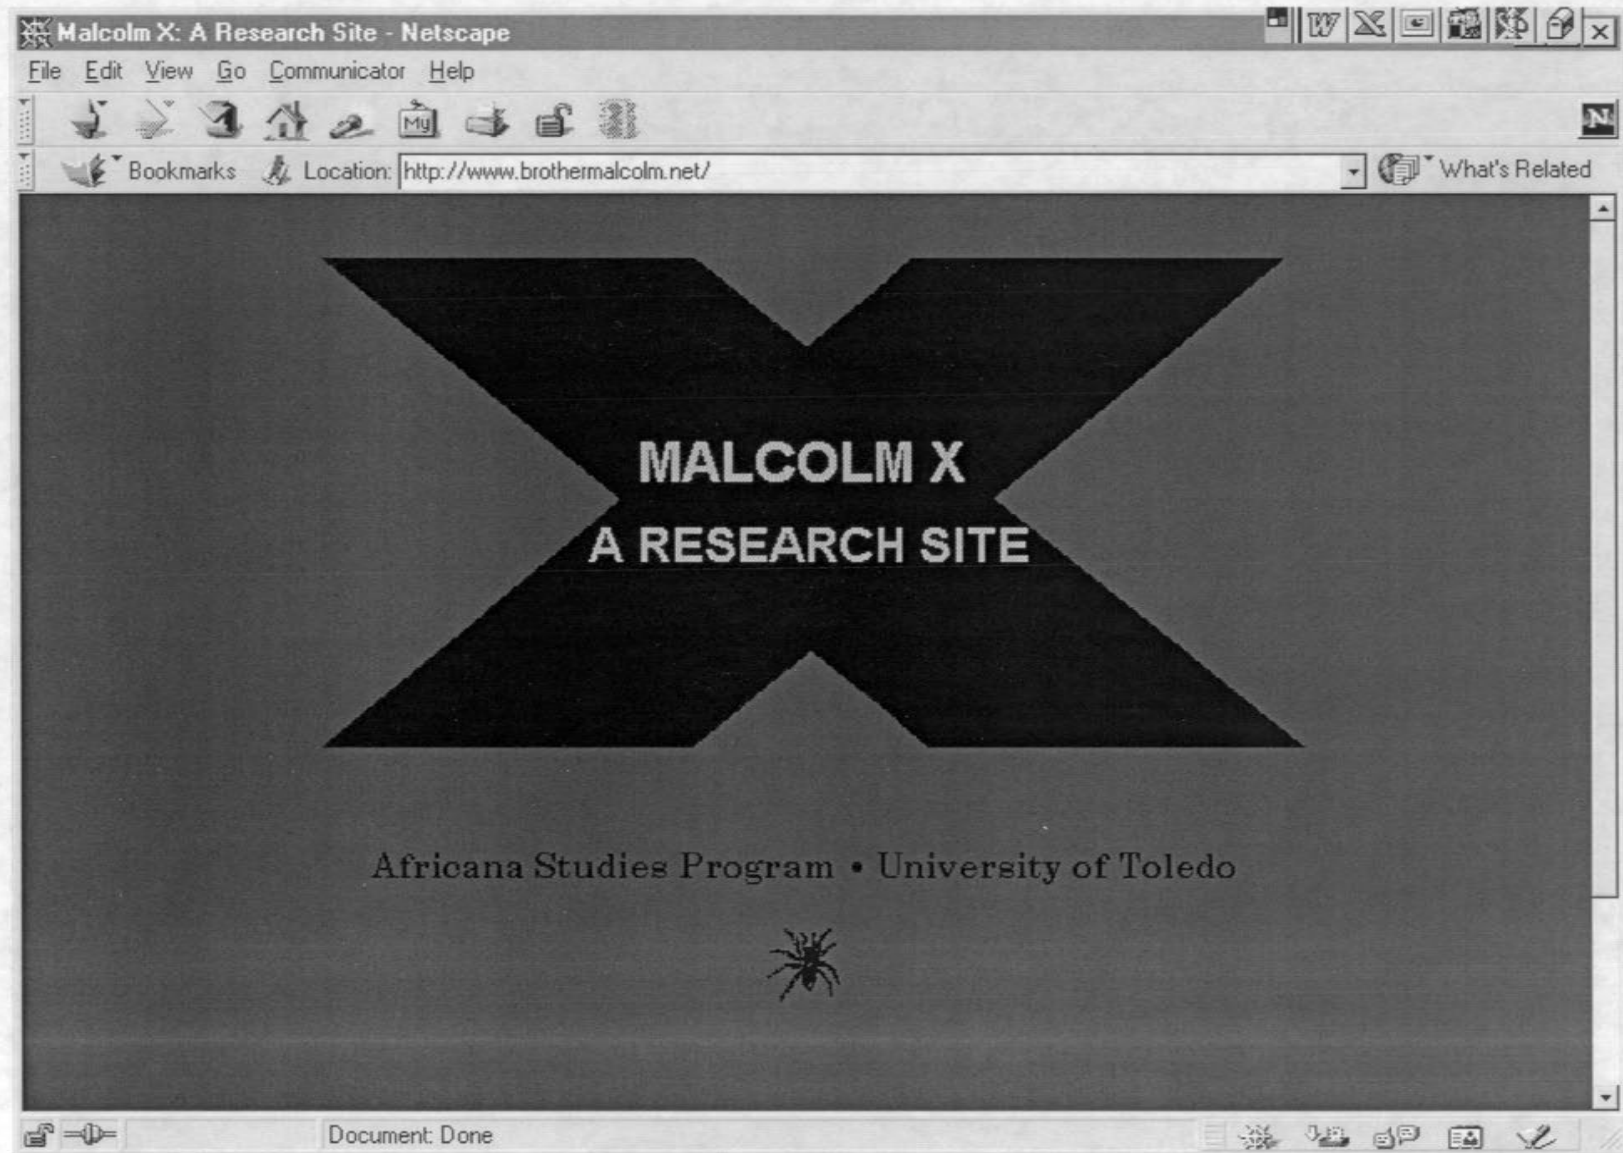 Malcolm X: A Research Site - Netscape
File Edit View Go Communicator Help
My
N
Bookmarks Location: http://www.brothermalcolm.net/ What's Related
MALCOLM X
A RESEARCH SITE
Africana Studies Program • University of Toledo
Document: Done